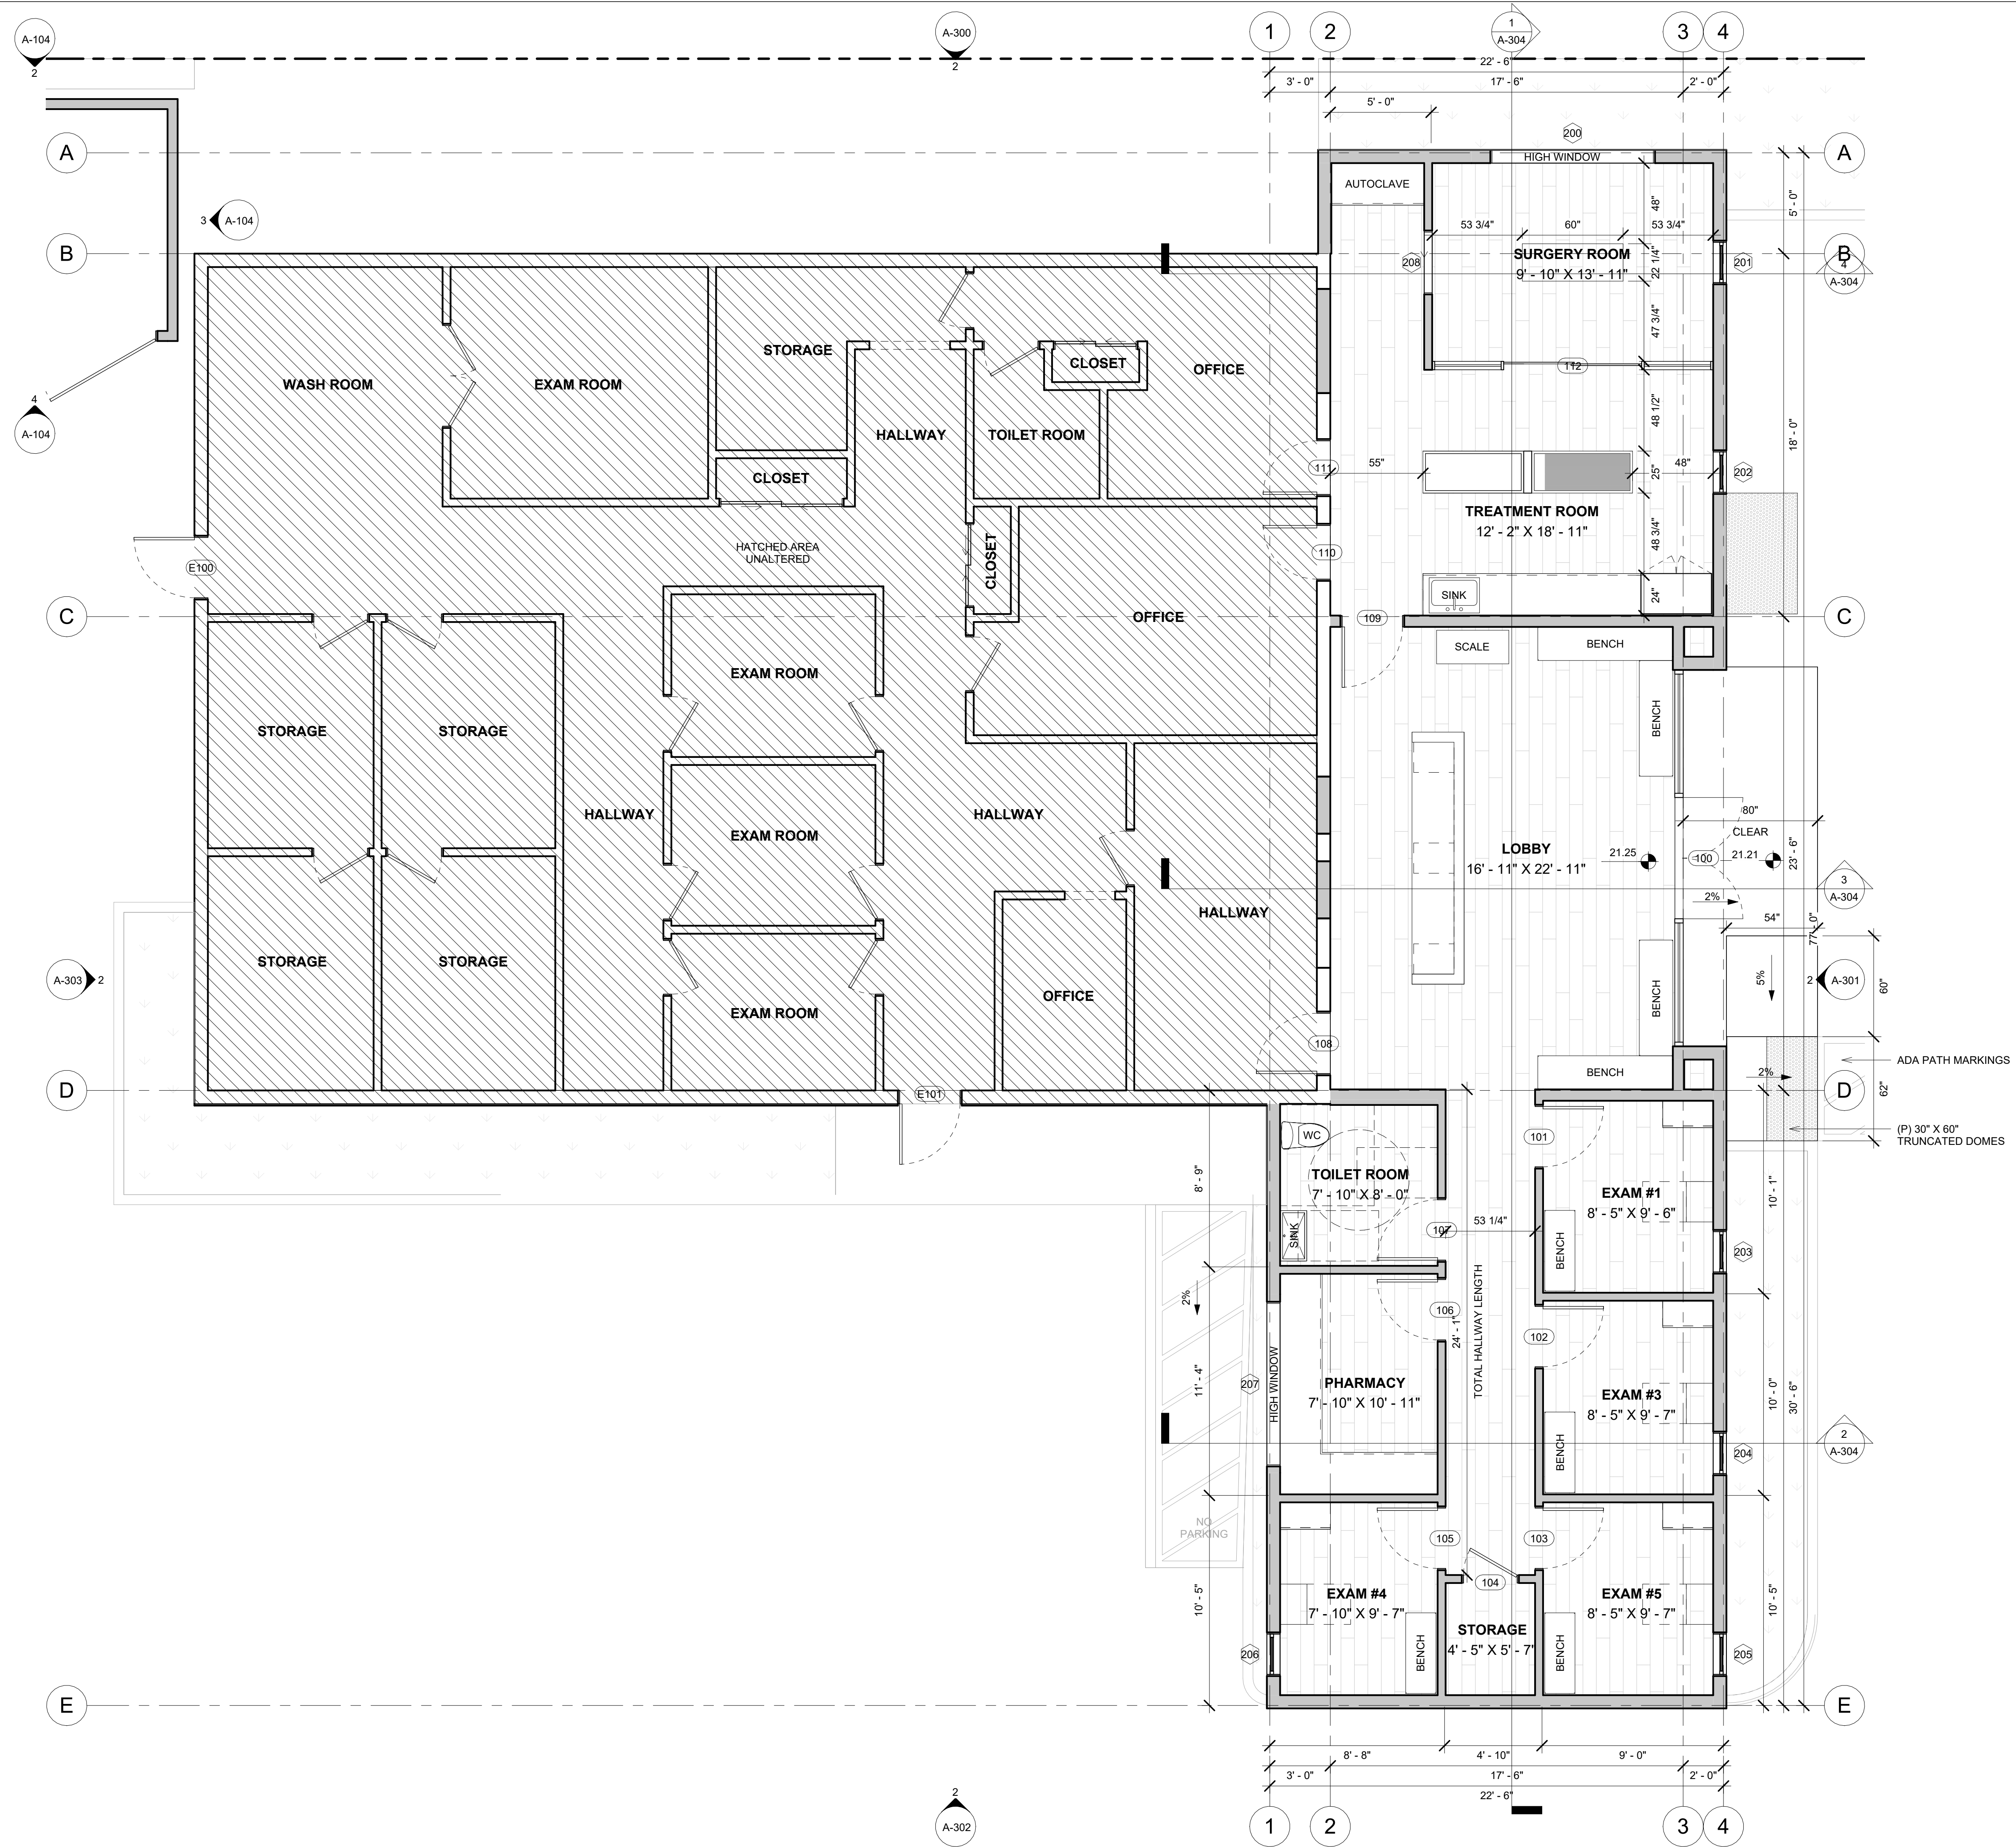 A-104
2
A-300
2
1
2
1
A-304
3
4
22' - 6"
3' - 0"
17' - 6"
2' - 0"
5' - 0"
200
A
A
HIGH WINDOW
AUTOCLAVE
48"
5' - 0"
3
A-104
53 3/4"
60"
53 3/4"
B
SURGERY ROOM
9' - 10" X 13' - 11"
22 1/4"
208
201
B
4
A-304
47 3/4"
STORAGE
CLOSET
OFFICE
112
WASH ROOM
EXAM ROOM
4
A-104
HALLWAY
TOILET ROOM
48 1/2"
18' - 0"
CLOSET
111
55"
25"
48"
202
TREATMENT ROOM
12' - 2" X 18' - 11"
48 3/4"
HATCHED AREA
UNALTERED
CLOSET
110
E100
SINK
24"
C
OFFICE
109
C
SCALE
BENCH
EXAM ROOM
BENCH
STORAGE
STORAGE
HALLWAY
HALLWAY
80"
CLEAR
EXAM ROOM
LOBBY
16' - 11" X 22' - 11"
21.25
100
21.21
23' - 6"
3
A-304
2%
HALLWAY
54"
77' - 0"
STORAGE
STORAGE
A-303
2
5%
2
A-301
60"
OFFICE
BENCH
EXAM ROOM
108
ADA PATH MARKINGS
BENCH
2%
D
E101
D
62"
WC
101
(P) 30" X 60"
TRUNCATED DOMES
TOILET ROOM
7' - 10" X 8' - 0"
8' - 9"
EXAM #1
8' - 5" X 9' - 6"
10' - 1"
107
53 1/4"
SINK
BENCH
203
2%
TOTAL HALLWAY LENGTH
24' - 1"
106
102
HIGH WINDOW
207
11' - 4"
PHARMACY
7' - 10" X 10' - 11"
EXAM #3
8' - 5" X 9' - 7"
10' - 0"
30' - 6"
BENCH
204
2
A-304
NO
PARKING
105
103
104
EXAM #4
7' - 10" X 9' - 7"
EXAM #5
8' - 5" X 9' - 7"
10' - 5"
10' - 5"
STORAGE
4' - 5" X 5' - 7"
BENCH
BENCH
206
205
E
E
8' - 8"
4' - 10"
9' - 0"
3' - 0"
17' - 6"
2' - 0"
22' - 6"
2
A-302
1
2
3
4